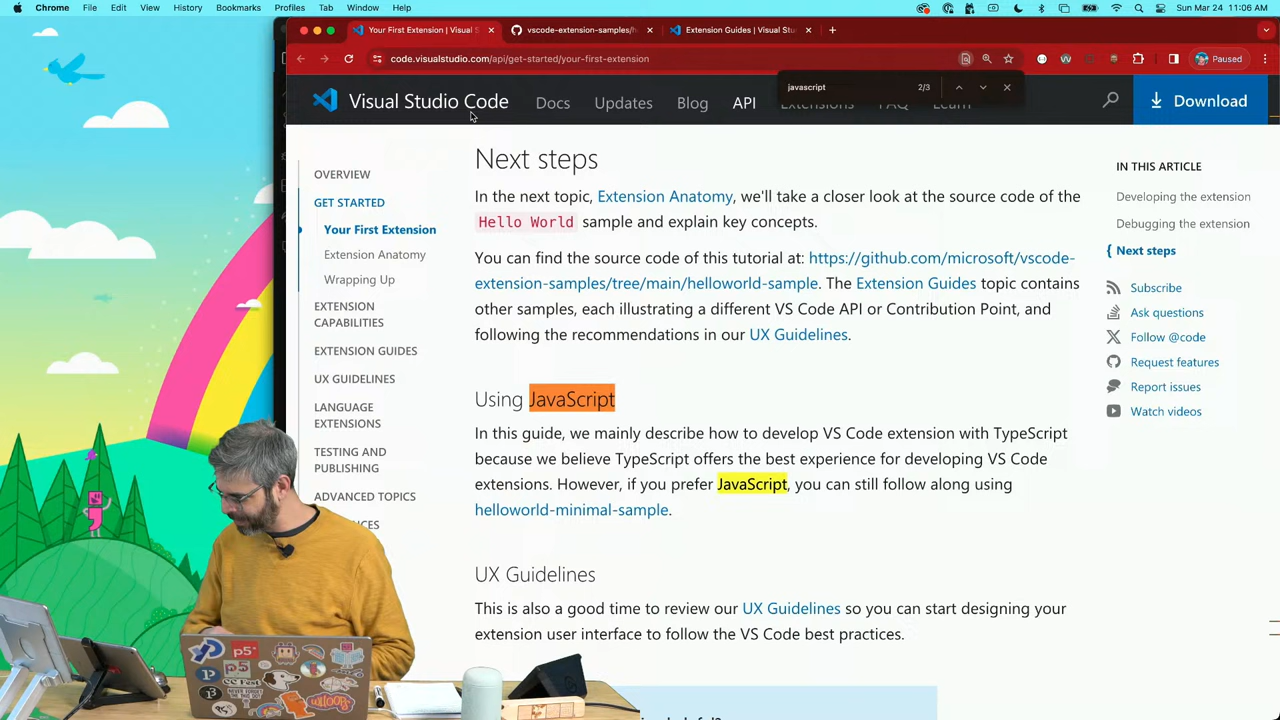 Chrome File Edit View History Bookmarks Profiles Tab Window Help
Sun Mar 24 11:06 AM
Your First Extension | Visual S
vscode-extension-samples/h
Extension Guides | Visual Stu
code.visualstudio.com/api/get-started/your-first-extension
Paused
javascript 2/3
Visual Studio Code
Docs Updates Blog API Extensions FAQ Learn
Download
OVERVIEW
GET STARTED
Your First Extension
Extension Anatomy
Wrapping Up
EXTENSION
CAPABILITIES
EXTENSION GUIDES
UX GUIDELINES
LANGUAGE
EXTENSIONS
TESTING AND
PUBLISHING
ADVANCED TOPICS
Next steps
In the next topic, Extension Anatomy, we'll take a closer look at the source code of the
Hello World sample and explain key concepts.
You can find the source code of this tutorial at: https://github.com/microsoft/vscode-
extension-samples/tree/main/helloworld-sample. The Extension Guides topic contains
other samples, each illustrating a different VS Code API or Contribution Point, and
following the recommendations in our UX Guidelines.
Using JavaScript
In this guide, we mainly describe how to develop VS Code extension with TypeScript
because we believe TypeScript offers the best experience for developing VS Code
extensions. However, if you prefer JavaScript, you can still follow along using
helloworld-minimal-sample.
UX Guidelines
This is also a good time to review our UX Guidelines so you can start designing your
extension user interface to follow the VS Code best practices.
IN THIS ARTICLE
Developing the extension
Debugging the extension
{ Next steps
Subscribe
Ask questions
Follow @code
Request features
Report issues
Watch videos
p5*